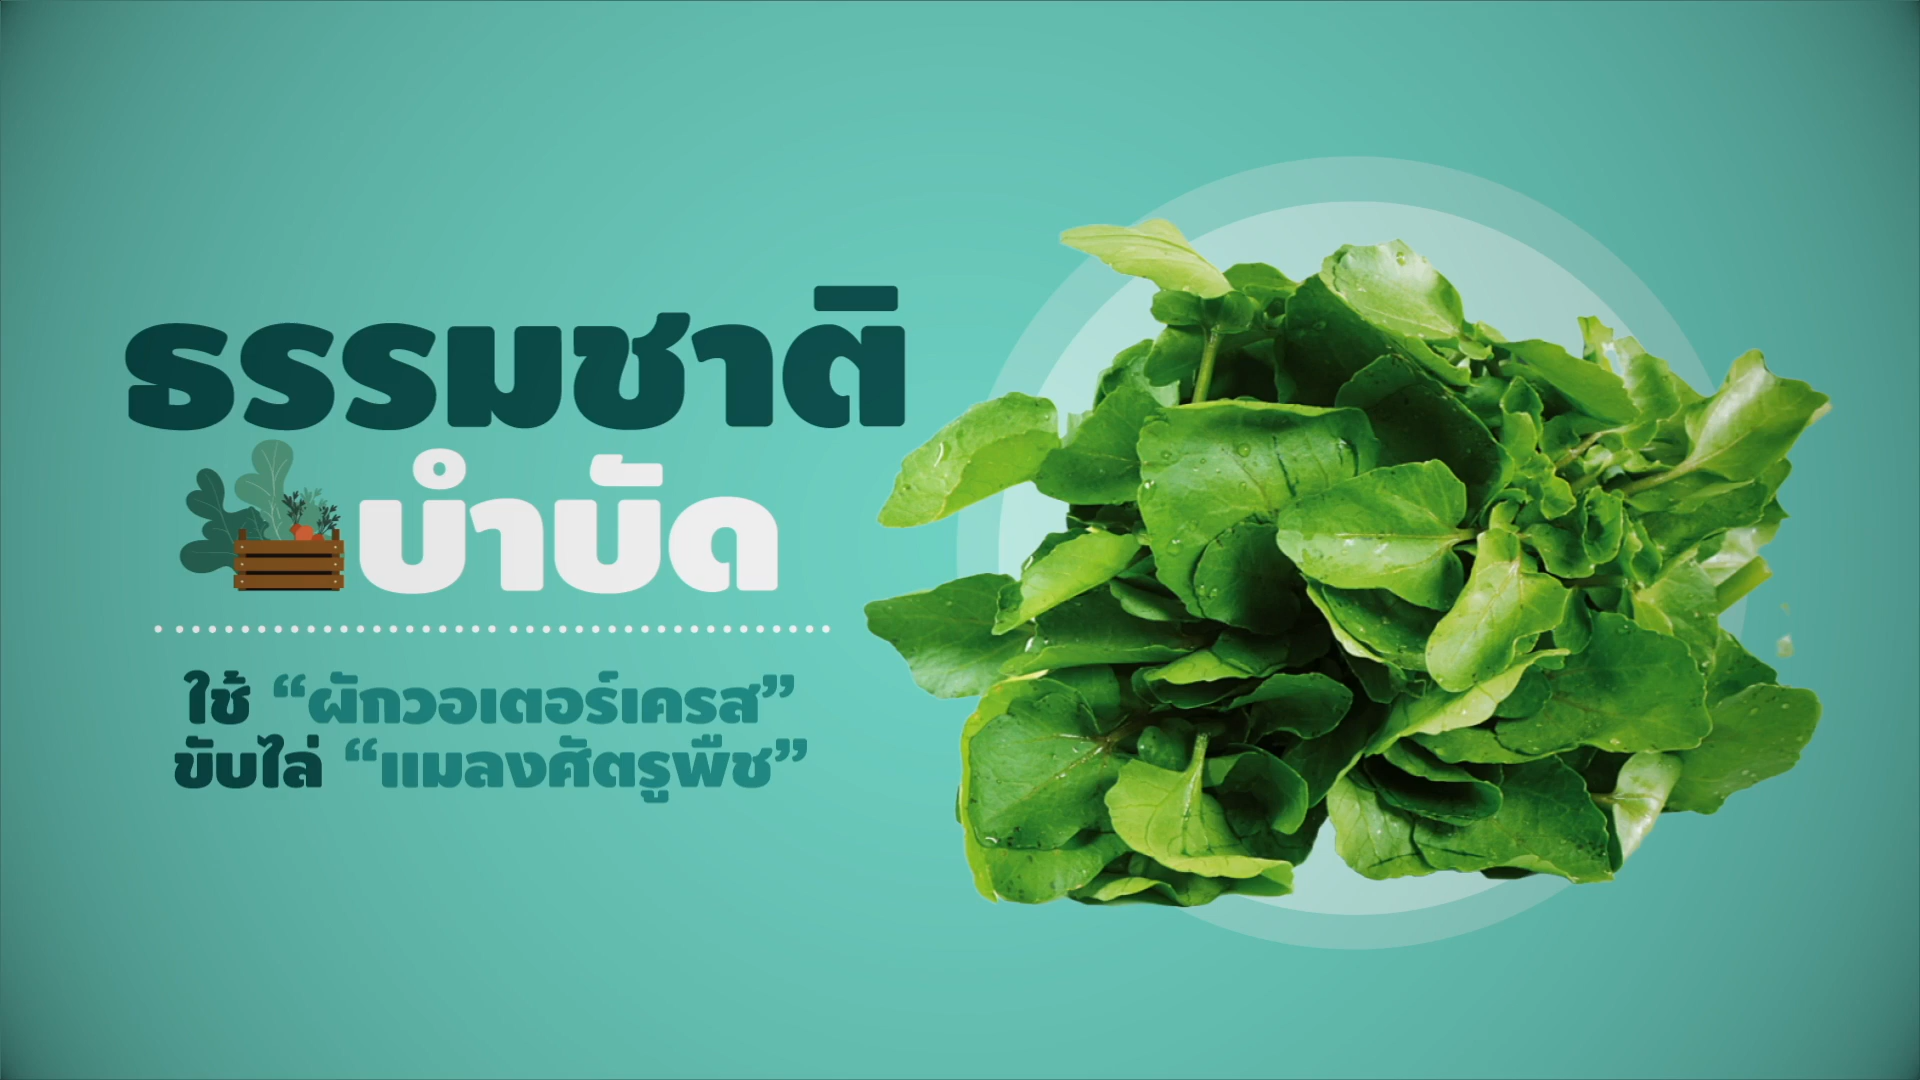 ธรรมชาติ
บำบัด
ใช้ “ผักวอเตอร์เครส”
ขับไล่ “แมลงศัตรูพืช”